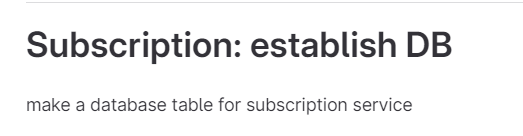 Subscription: establish DB
make a database table for subscription service